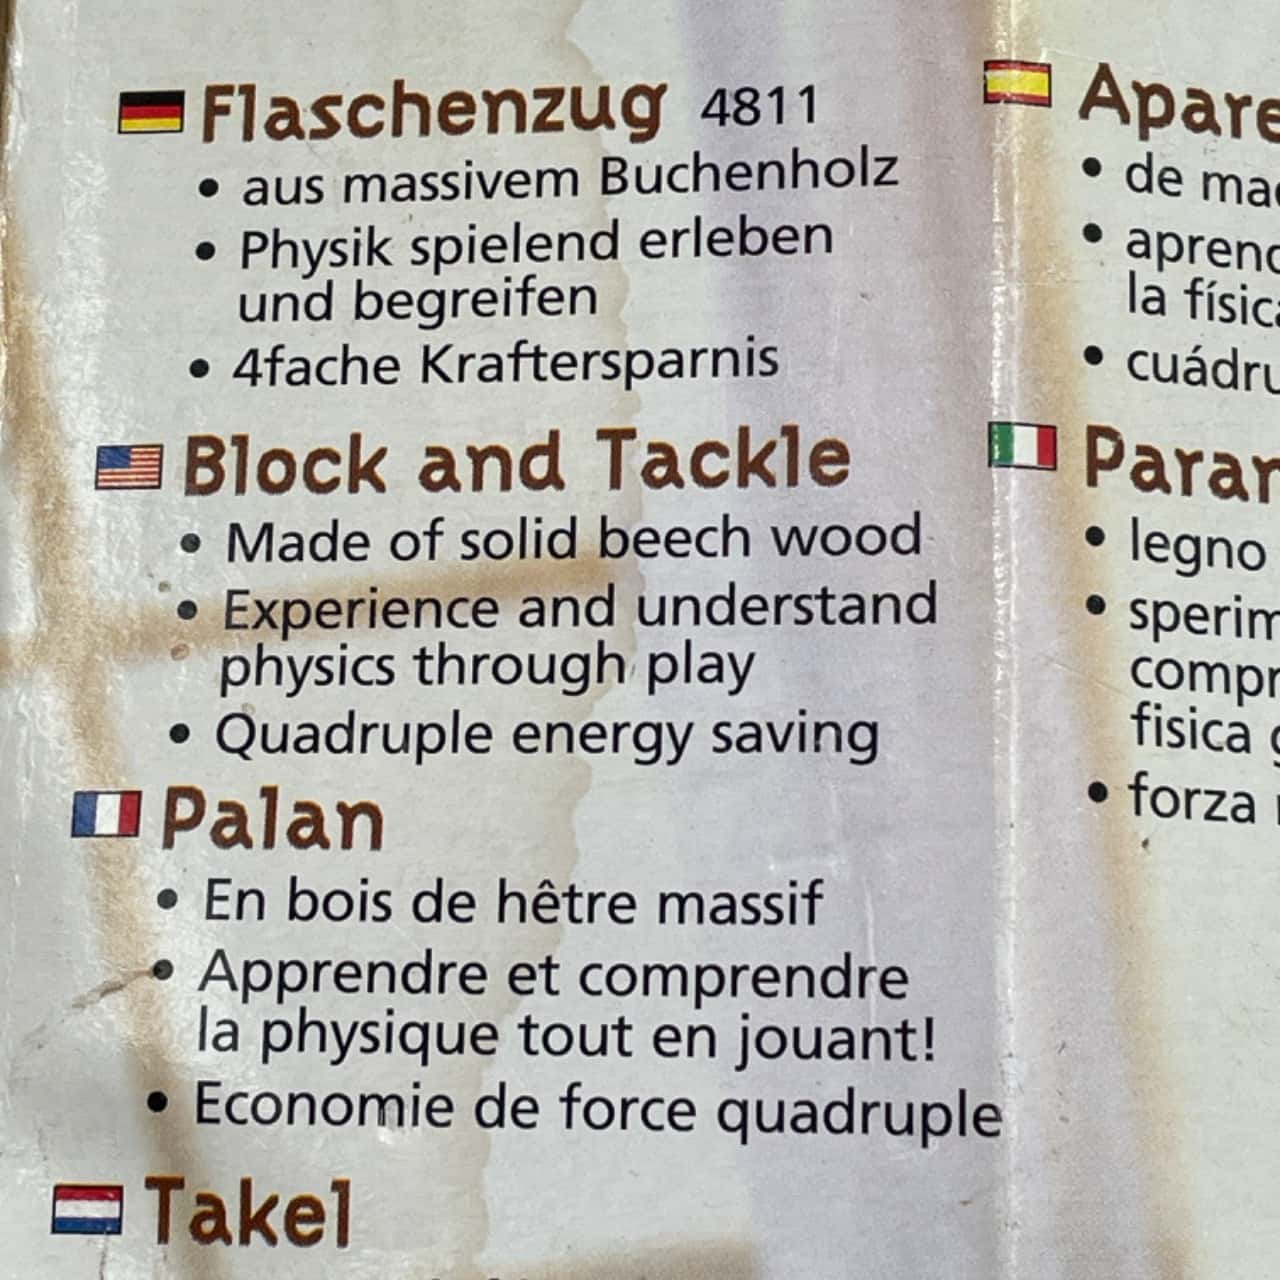 Flaschenzug 4811
• aus massivem Buchenholz
• Physik spielend erleben
und begreifen
• 4fache Kraftersparnis
Block and Tackle
• Made of solid beech wood
• Experience and understand
physics through play
• Quadruple energy saving
Palan
• En bois de hêtre massif
• Apprendre et comprendre
la physique tout en jouant!
• Economie de force quadruple
Takel
• de
la
•
• legno
•
fisica
• forza